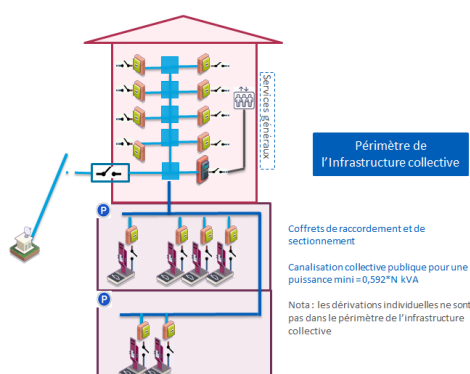 Services généraux
Périmètre de
l'Infrastructure collective
P
Coffrets de raccordement et de
sectionnement
Canalisation collective publique pour une
puissance mini =0,592*N kVA
P
Nota : les dérivations individuelles ne sont
pas dans le périmètre de l'infrastructure
collective